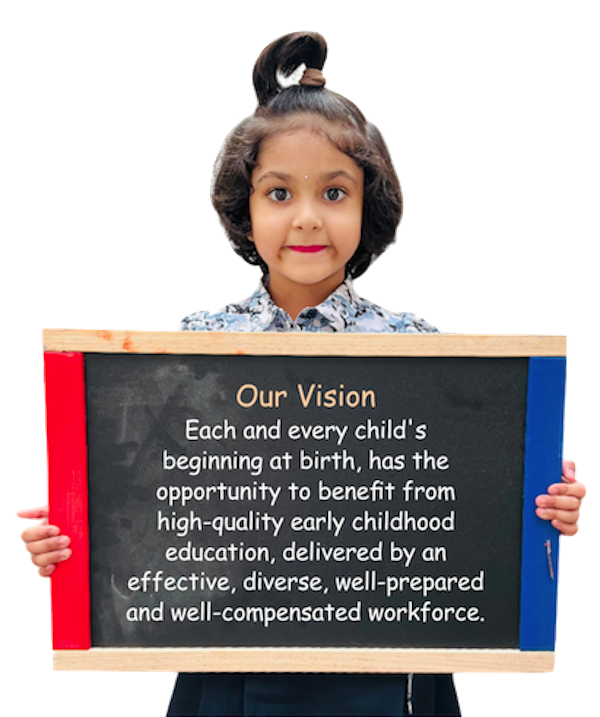 Our Vision
Each and every child's
beginning at birth, has the
opportunity to benefit from
high-quality early childhood
education, delivered by an
effective, diverse, well-prepared
and well-compensated workforce.